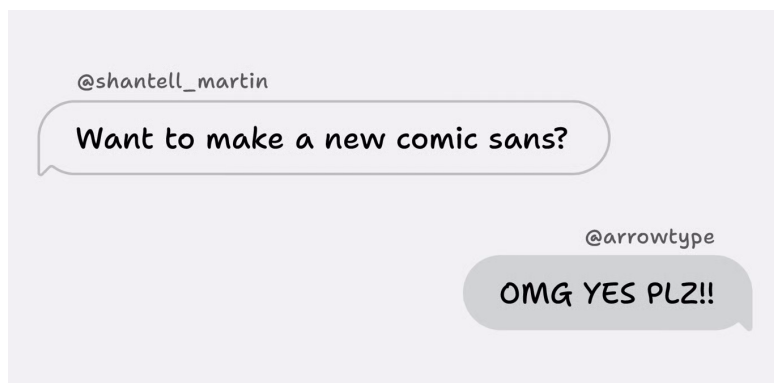 @shantell_martin
Want to make a new comic sans?
@arrowtype
OMG YES PLZ!!